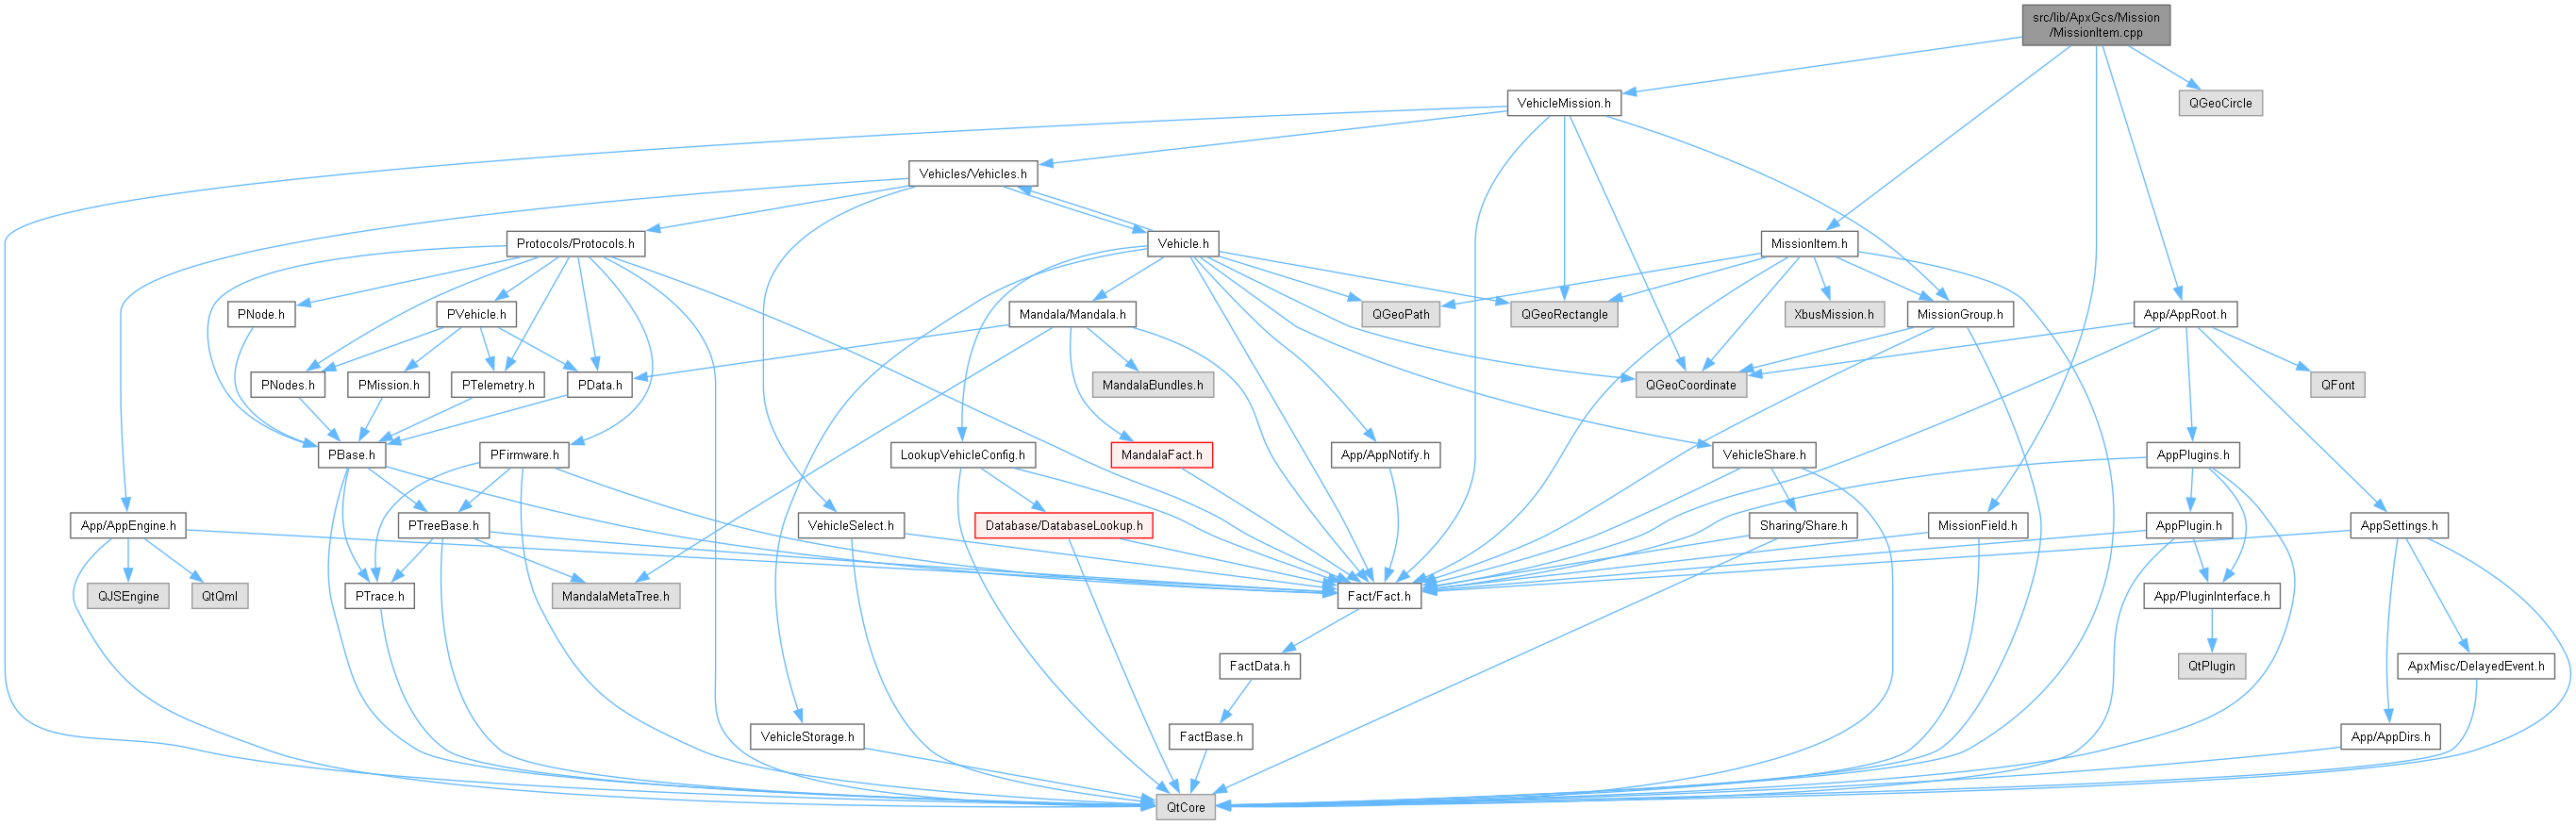 src/lib/ApxGcs/Mission
/MissionItem.cpp
VehicleMission.h
QGeoCircle
Vehicles/Vehicles.h
Protocols/Protocols.h
Vehicle.h
MissionItem.h
PNode.h
PVehicle.h
Mandala/Mandala.h
QGeoPath
QGeoRectangle
XbusMission.h
MissionGroup.h
App/AppRoot.h
PNodes.h
PMission.h
PTelemetry.h
PData.h
MandalaBundles.h
QGeoCoordinate
QFont
PBase.h
PFirmware.h
LookupVehicleConfig.h
MandalaFact.h
App/AppNotify.h
VehicleShare.h
AppPlugins.h
App/AppEngine.h
PTreeBase.h
VehicleSelect.h
Database/DatabaseLookup.h
Sharing/Share.h
MissionField.h
AppPlugin.h
AppSettings.h
QJSEngine
QtQml
PTrace.h
MandalaMetaTree.h
Fact/Fact.h
App/PluginInterface.h
FactData.h
QtPlugin
ApxMisc/DelayedEvent.h
VehicleStorage.h
FactBase.h
App/AppDirs.h
QtCore